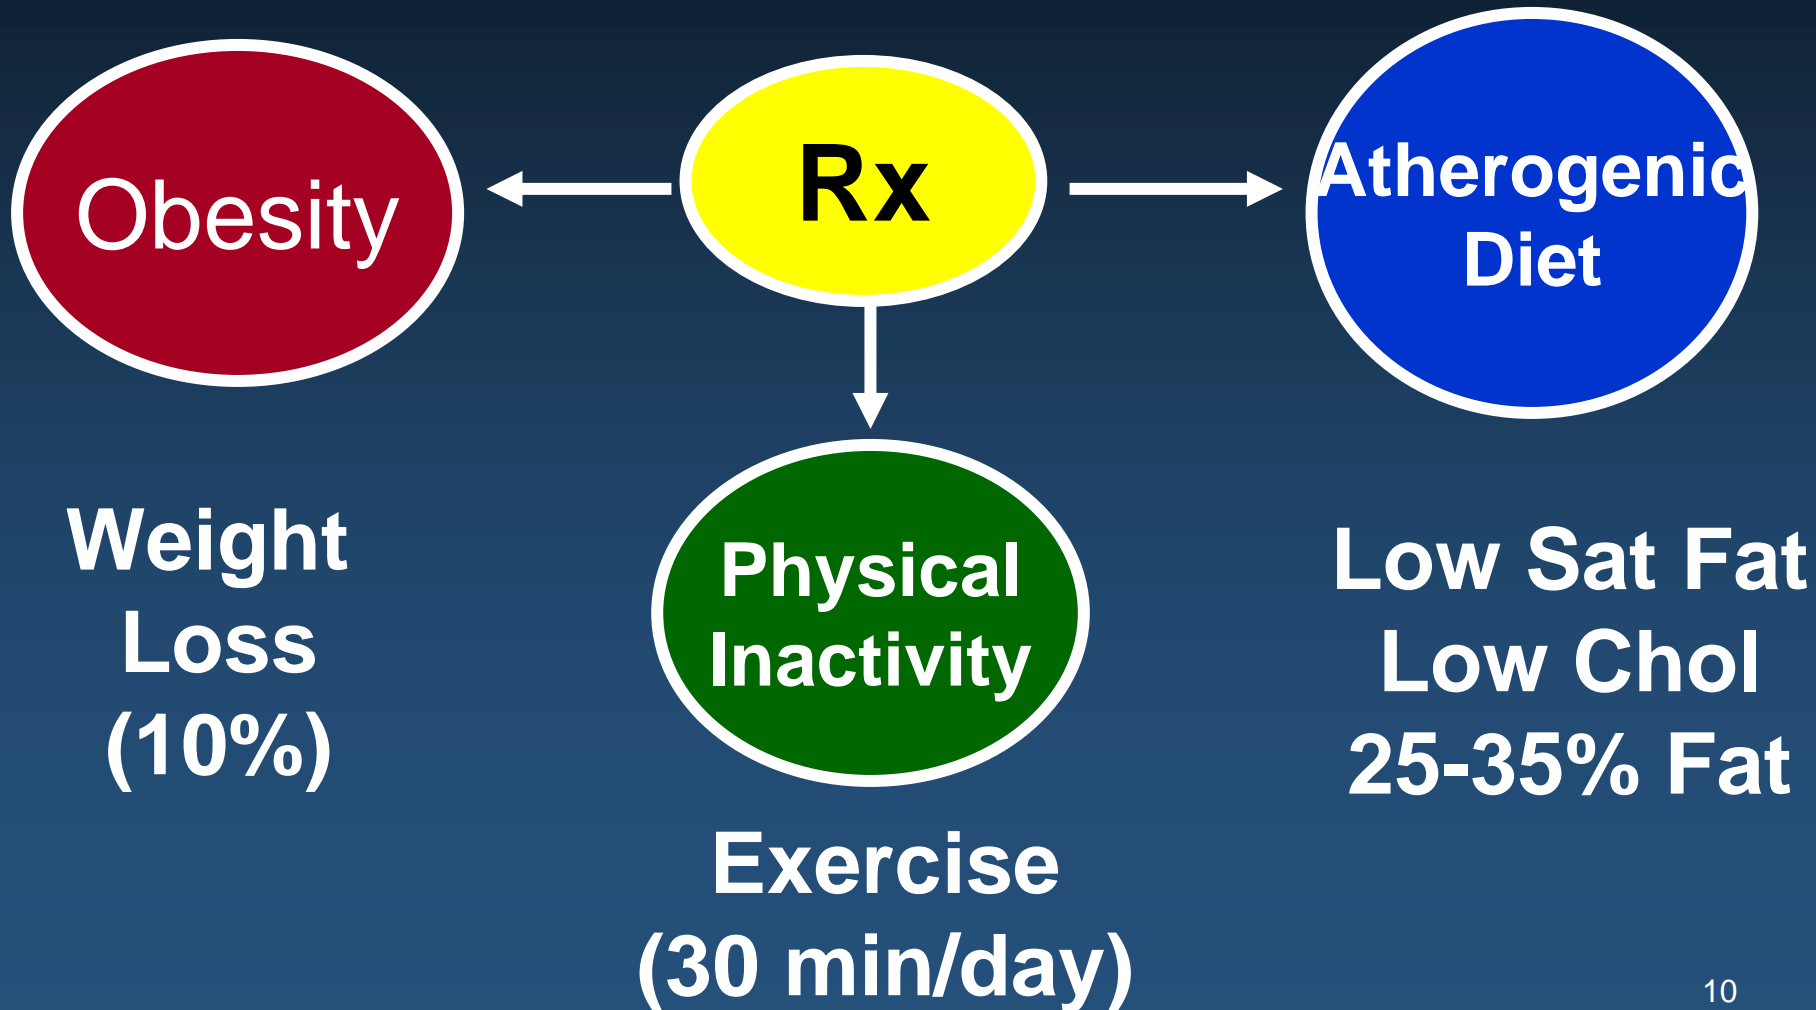 Obesity
Rx
Atherogenic
Diet
Weight
Loss
(10%)
Physical
Inactivity
Exercise
(30 min/day)
Low Sat Fat
Low Chol
25-35% Fat
10